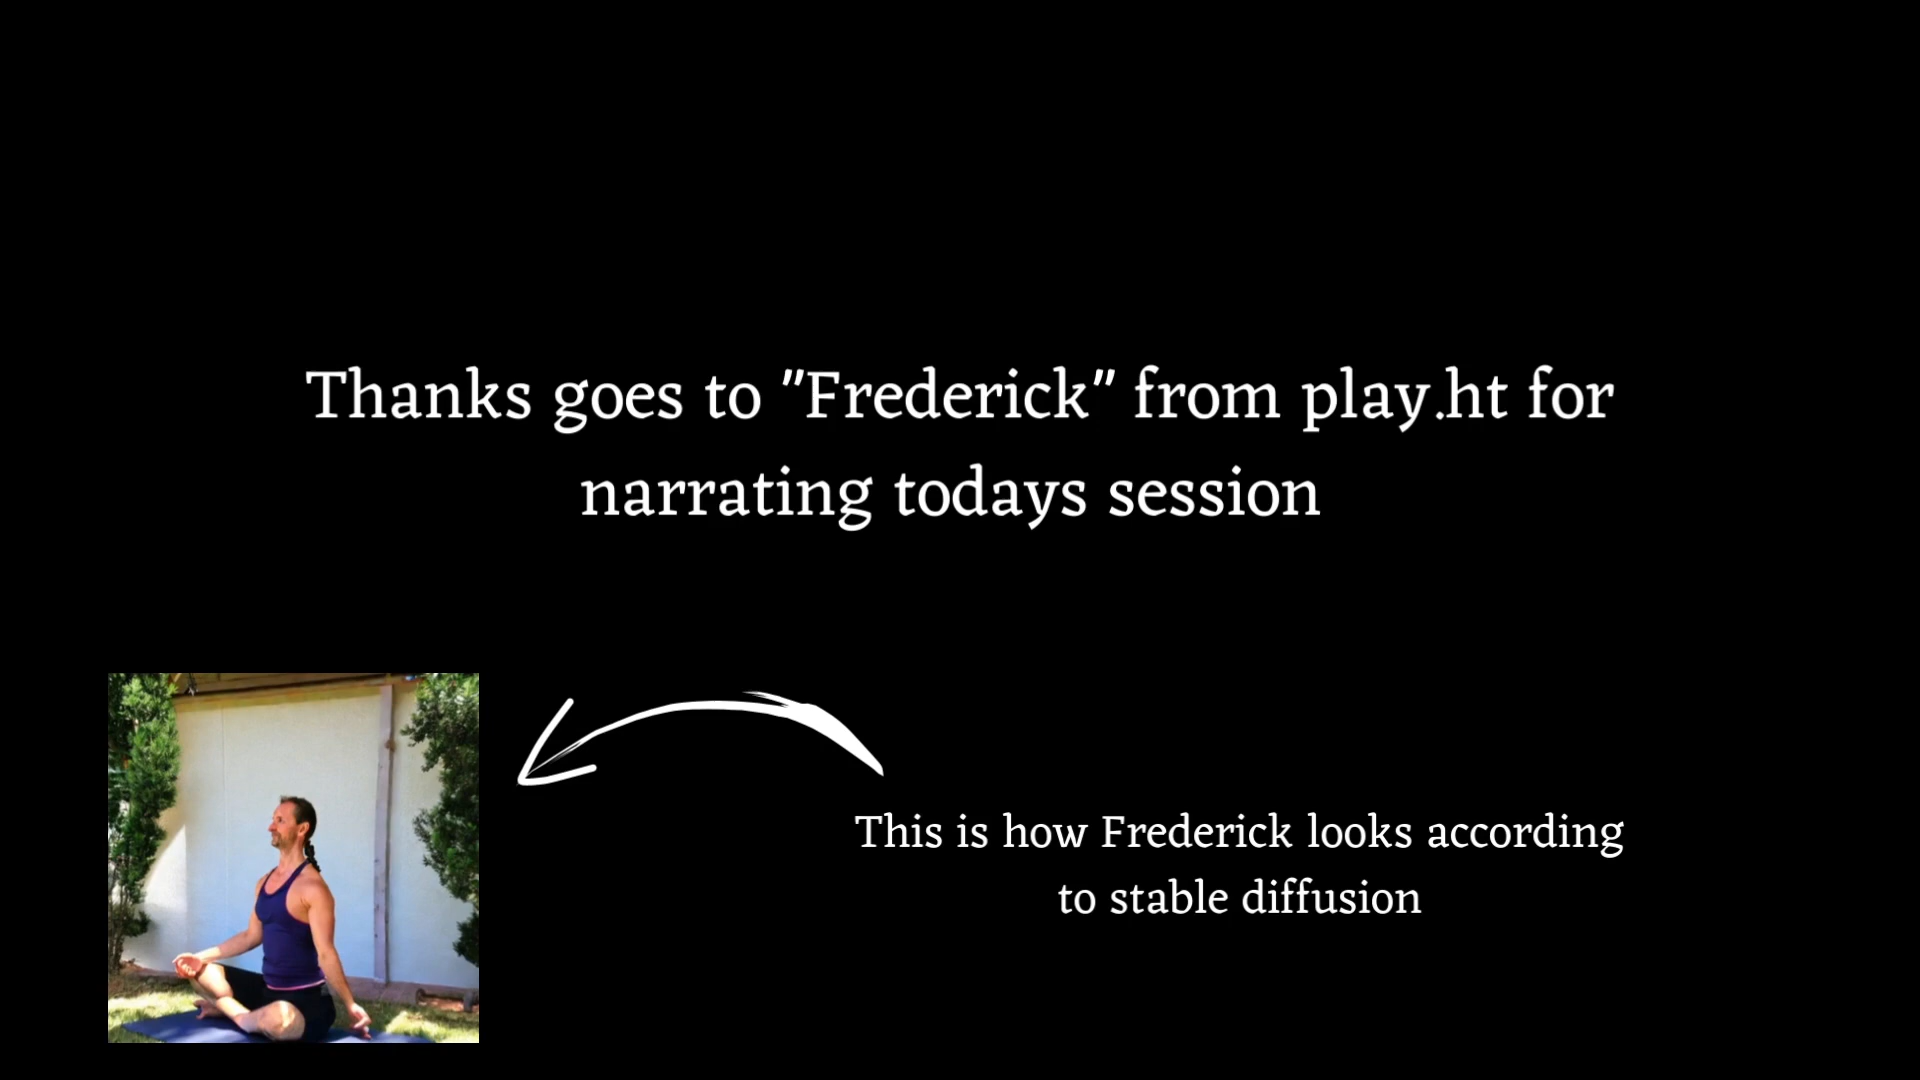 Thanks goes to "Frederick" from play.ht for
narrating todays session
This is how Frederick looks according
to stable diffusion